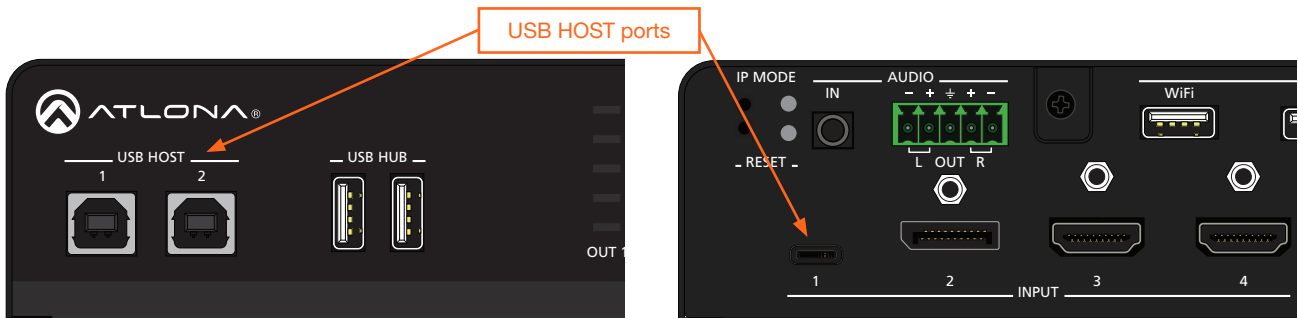 USB HOST ports
ATLONA®
USB HOST
1 2
USB HUB
OUT 1
IP MODE
AUDIO
IN
- + ⏚ + -
L OUT R
RESET
WiFi
1 2 3 4
INPUT